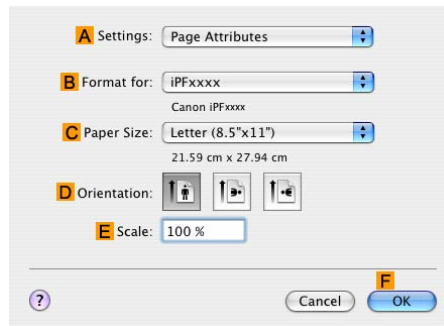 A Settings: Page Attributes
B Format for: iPFxxxx
Canon iPFxxxx
C Paper Size: Letter (8.5"x11")
21.59 cm x 27.94 cm
D Orientation:
E Scale: 100 %
F
? Cancel OK